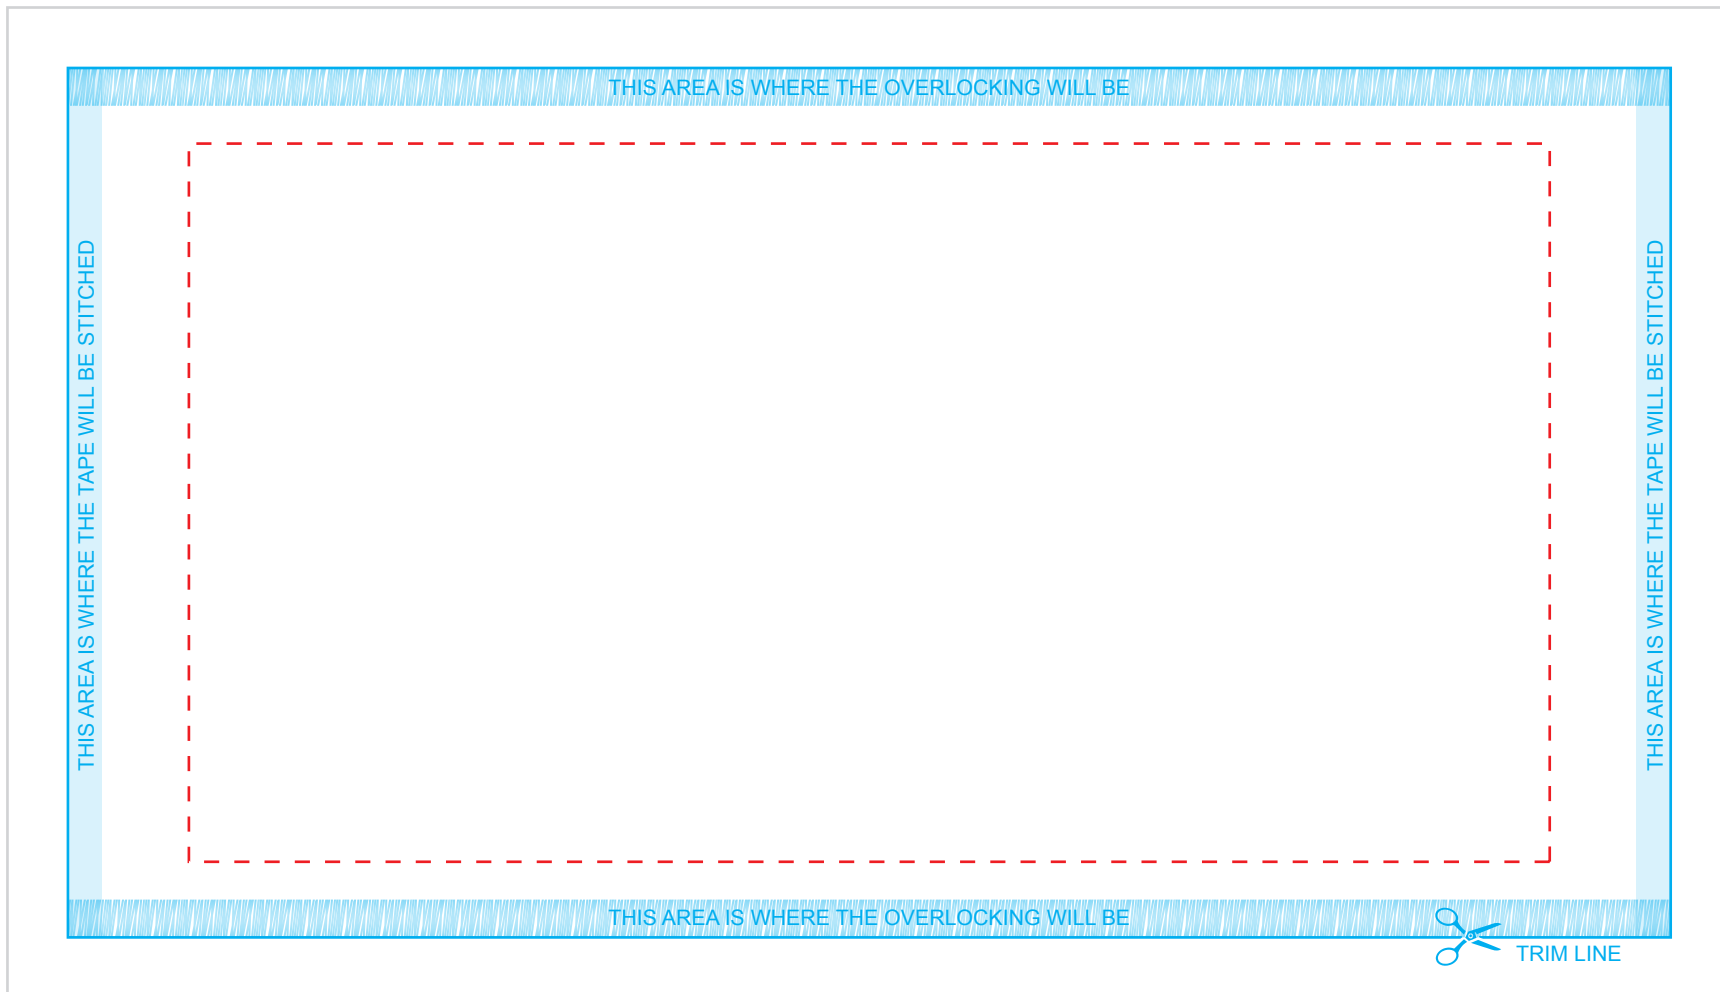 THIS AREA IS WHERE THE OVERLOCKING WILL BE
THIS AREA IS WHERE THE TAPE WILL BE STITCHED
THIS AREA IS WHERE THE TAPE WILL BE STITCHED
THIS AREA IS WHERE THE OVERLOCKING WILL BE
TRIM LINE